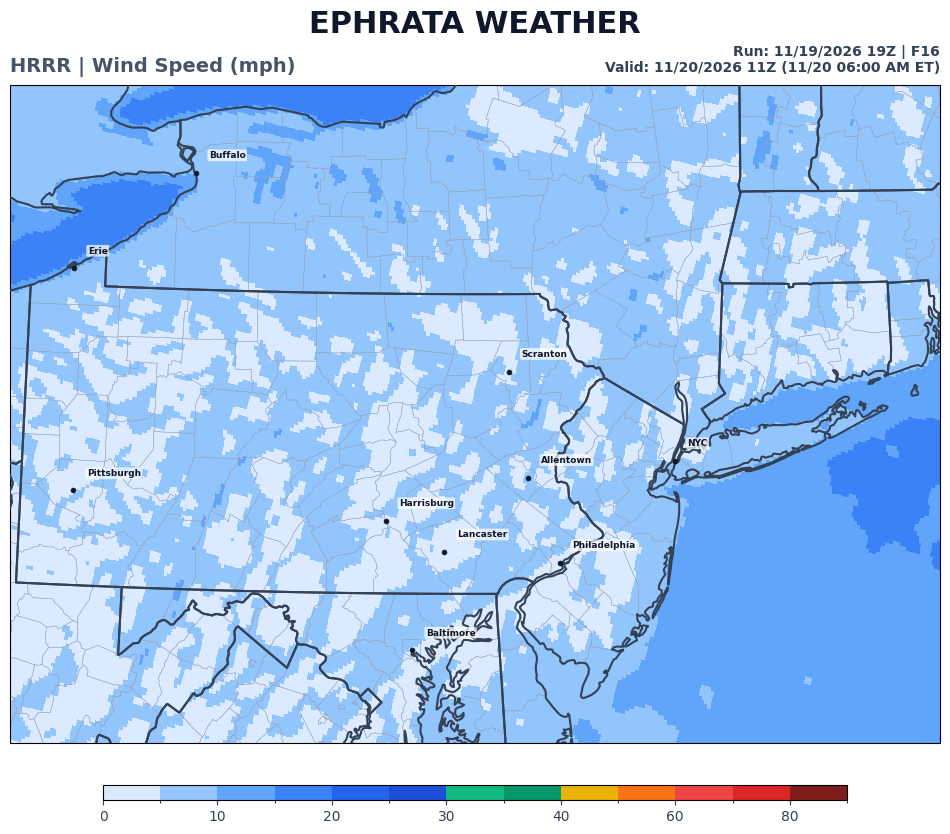 EPHRATA WEATHER
HRRR | Wind Speed (mph)
Run: 11/19/2026 19Z | F16
Valid: 11/20/2026 11Z (11/20 06:00 AM ET)
Buffalo
Erie
Scranton
NYC
Allentown
Pittsburgh
Harrisburg
Lancaster
Philadelphia
Baltimore
0 10 20 30 40 60 80